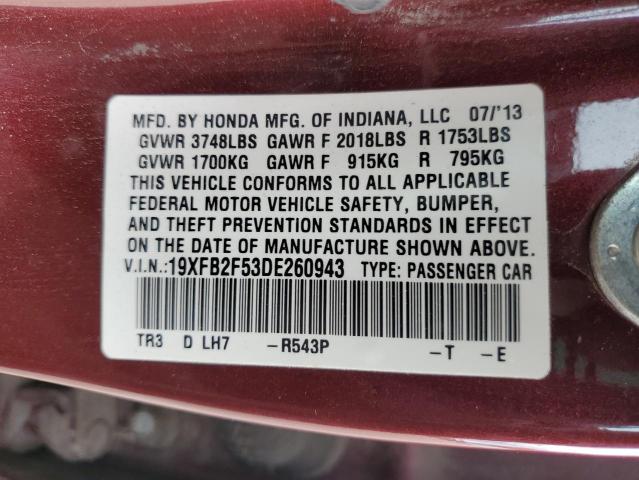 MFD. BY HONDA MFG. OF INDIANA, LLC 07/'13
GVWR 3748LBS GAWR F 2018LBS R 1753LBS
GVWR 1700KG GAWR F 915KG R 795KG
THIS VEHICLE CONFORMS TO ALL APPLICABLE
FEDERAL MOTOR VEHICLE SAFETY, BUMPER,
AND THEFT PREVENTION STANDARDS IN EFFECT
ON THE DATE OF MANUFACTURE SHOWN ABOVE.
V.I.N.:19XFB2F53DE260943 TYPE: PASSENGER CAR
TR3 D LH7 -R543P -T -E